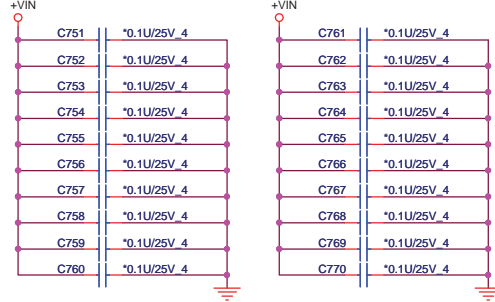 +VIN +VIN
C751 *0.1U/25V_4 C761 *0.1U/25V_4
C752 *0.1U/25V_4 C762 *0.1U/25V_4
C753 *0.1U/25V_4 C763 *0.1U/25V_4
C754 *0.1U/25V_4 C764 *0.1U/25V_4
C755 *0.1U/25V_4 C765 *0.1U/25V_4
C756 *0.1U/25V_4 C766 *0.1U/25V_4
C757 *0.1U/25V_4 C767 *0.1U/25V_4
C758 *0.1U/25V_4 C768 *0.1U/25V_4
C759 *0.1U/25V_4 C769 *0.1U/25V_4
C760 *0.1U/25V_4 C770 *0.1U/25V_4